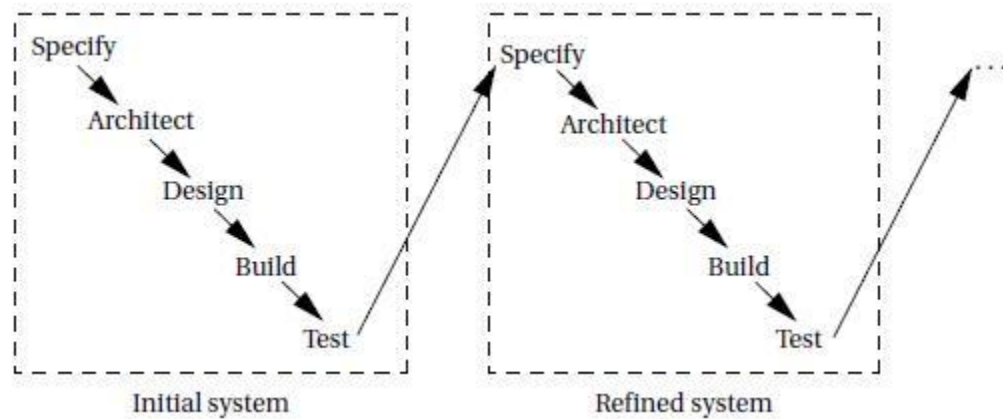 Specify
Architect
Design
Build
Test
Initial system
Specify
Architect
Design
Build
Test
Refined system
...